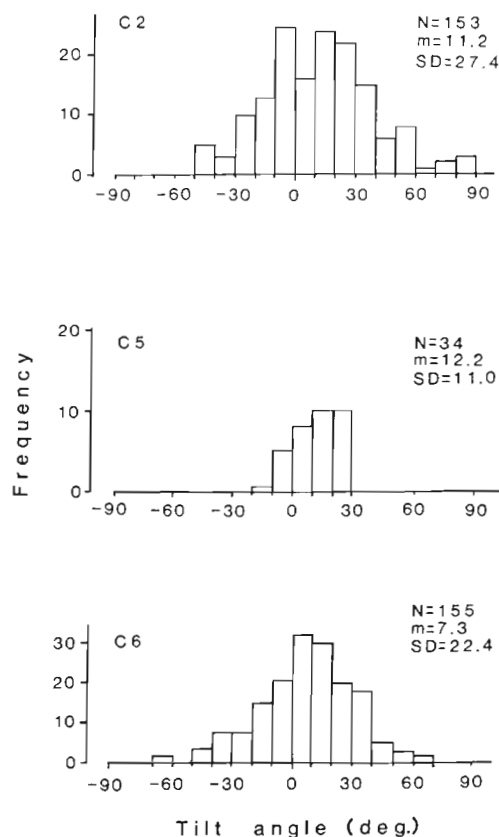 C2
N=153
m=11.2
SD=27.4
20
10
0
-90 -60 -30 0 30 60 90
C5
N=34
m=12.2
SD=11.0
20
10
0
-90 -60 -30 0 30 60 90
Frequency
C6
N=155
m=7.3
SD=22.4
30
20
10
0
-90 -60 -30 0 30 60 90
Tilt angle (deg.)